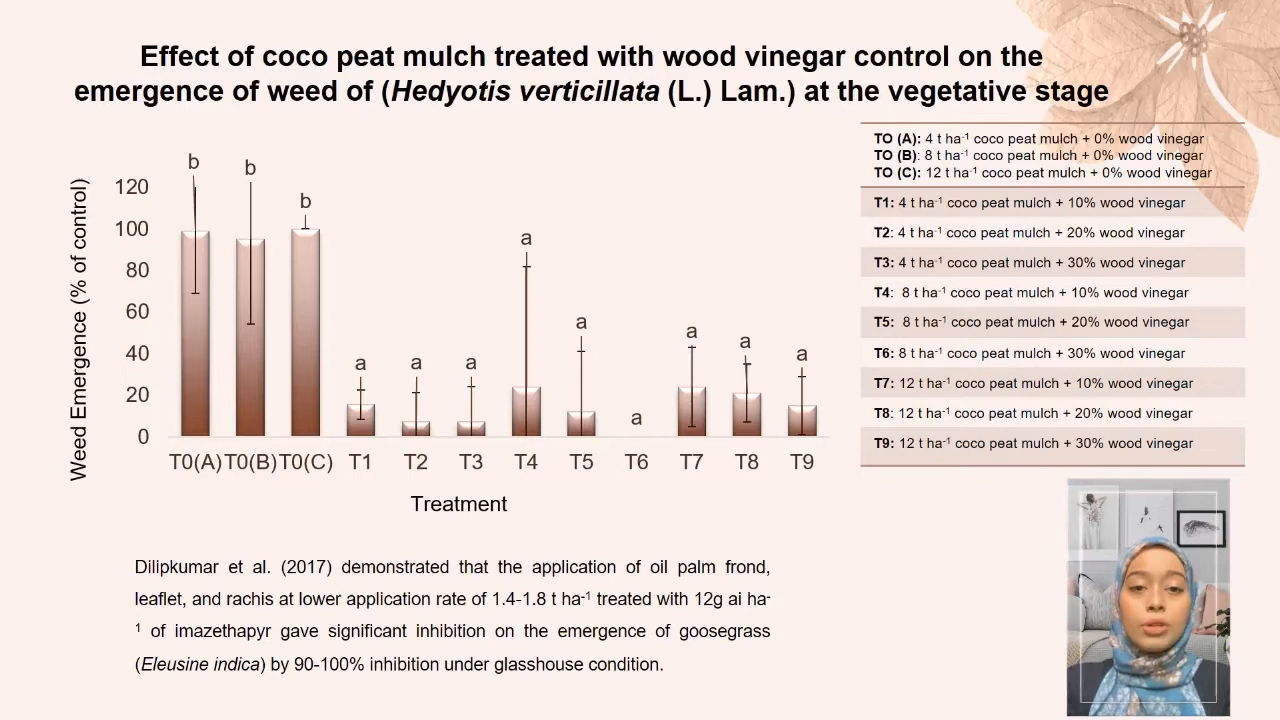 Effect of coco peat mulch treated with wood vinegar control on the
emergence of weed of (Hedyotis verticillata (L.) Lam.) at the vegetative stage
Weed Emergence (% of control)
120
100
80
60
40
20
0
b
b
b
a
a
a
a
a
a
a
a
a
T0(A) T0(B) T0(C) T1 T2 T3 T4 T5 T6 T7 T8 T9
Treatment
TO (A): 4 t ha⁻¹ coco peat mulch + 0% wood vinegar
TO (B): 8 t ha⁻¹ coco peat mulch + 0% wood vinegar
TO (C): 12 t ha⁻¹ coco peat mulch + 0% wood vinegar
T1: 4 t ha⁻¹ coco peat mulch + 10% wood vinegar
T2: 4 t ha⁻¹ coco peat mulch + 20% wood vinegar
T3: 4 t ha⁻¹ coco peat mulch + 30% wood vinegar
T4: 8 t ha⁻¹ coco peat mulch + 10% wood vinegar
T5: 8 t ha⁻¹ coco peat mulch + 20% wood vinegar
T6: 8 t ha⁻¹ coco peat mulch + 30% wood vinegar
T7: 12 t ha⁻¹ coco peat mulch + 10% wood vinegar
T8: 12 t ha⁻¹ coco peat mulch + 20% wood vinegar
T9: 12 t ha⁻¹ coco peat mulch + 30% wood vinegar
Dilipkumar et al. (2017) demonstrated that the application of oil palm frond,
leaflet, and rachis at lower application rate of 1.4-1.8 t ha⁻¹ treated with 12g ai ha⁻
¹ of imazethapyr gave significant inhibition on the emergence of goosegrass
(Eleusine indica) by 90-100% inhibition under glasshouse condition.